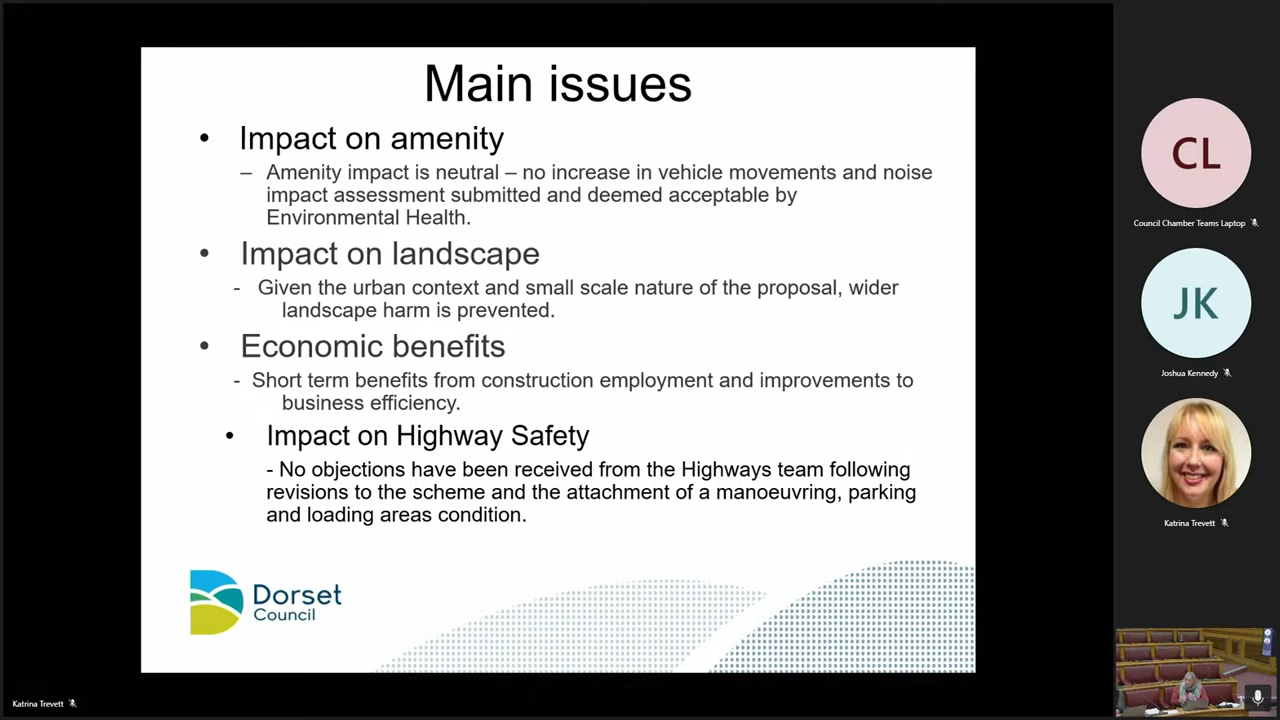 Main issues
• Impact on amenity
– Amenity impact is neutral – no increase in vehicle movements and noise
impact assessment submitted and deemed acceptable by
Environmental Health.
• Impact on landscape
- Given the urban context and small scale nature of the proposal, wider
landscape harm is prevented.
• Economic benefits
- Short term benefits from construction employment and improvements to
business efficiency.
• Impact on Highway Safety
- No objections have been received from the Highways team following
revisions to the scheme and the attachment of a manoeuvring, parking
and loading areas condition.
Dorset
Council
CL
Council Chamber Teams Laptop
JK
Joshua Kennedy
Katrina Trevett
Katrina Trevett